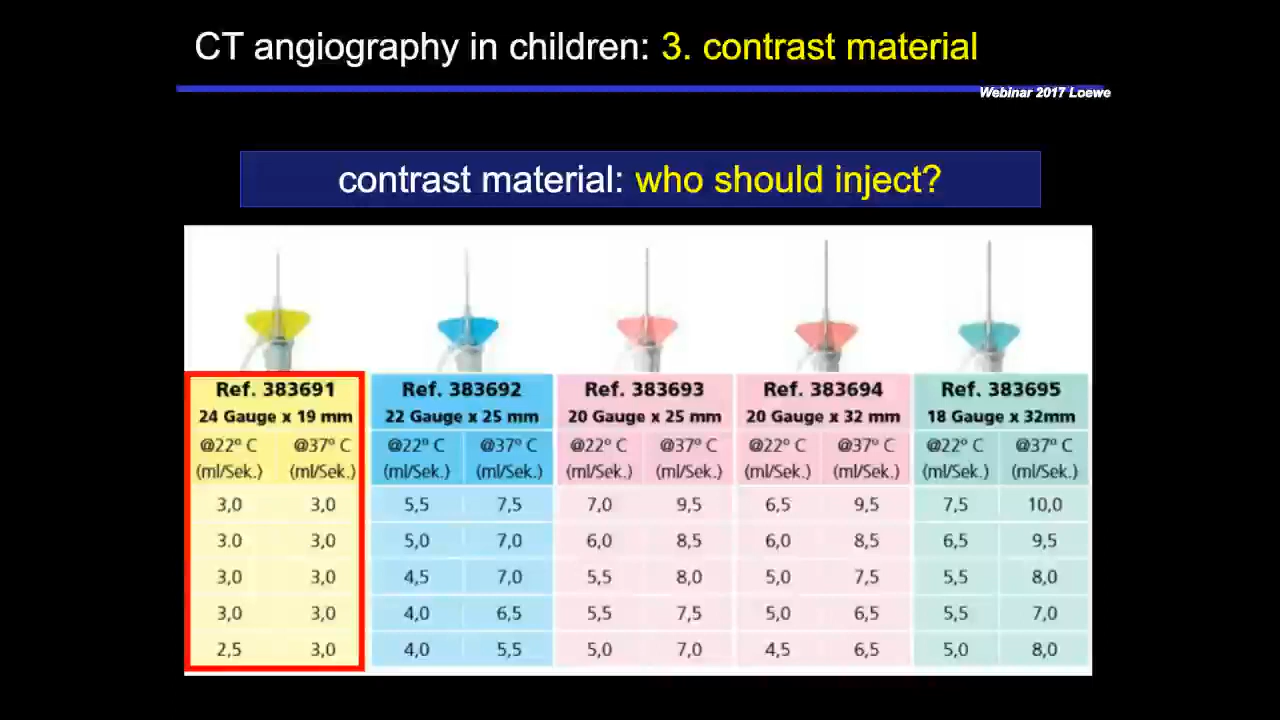 CT angiography in children: 3. contrast material
Webinar 2017 Loewe
contrast material: who should inject?
Ref. 383691 Ref. 383692 Ref. 383693 Ref. 383694 Ref. 383695
24 Gauge x 19 mm 22 Gauge x 25 mm 20 Gauge x 25 mm 20 Gauge x 32 mm 18 Gauge x 32mm
@22º C @37º C @22º C @37º C @22º C @37º C @22º C @37º C @22º C @37º C
(ml/Sek.) (ml/Sek.) (ml/Sek.) (ml/Sek.) (ml/Sek.) (ml/Sek.) (ml/Sek.) (ml/Sek.) (ml/Sek.) (ml/Sek.)
3,0 3,0 5,5 7,5 7,0 9,5 6,5 9,5 7,5 10,0
3.0 3,0 5,0 7,0 6,0 8,5 6,0 8,5 6,5 9,5
3,0 3,0 4,5 7,0 5,5 8,0 5,0 7,5 5,5 8,0
3,0 3,0 4,0 6,5 5,5 7,5 5,0 6,5 5,5 7,0
2,5 3,0 4,0 5,5 5,0 7,0 4,5 6,5 5,0 8,0